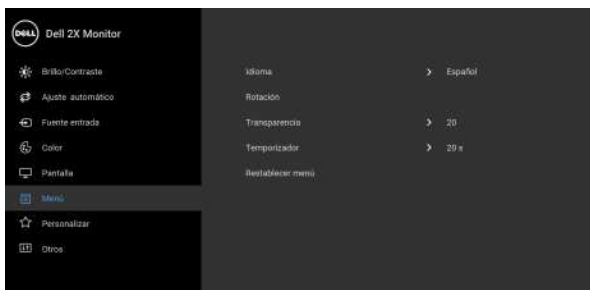 DELL Dell 2X Monitor
Brillo/Contraste
Ajuste automático
Fuente entrada
Color
Pantalla
Menú
Personalizar
Otros
Idioma Español
Rotación
Transparencia 20
Temporizador 20 s
Restablecer menú